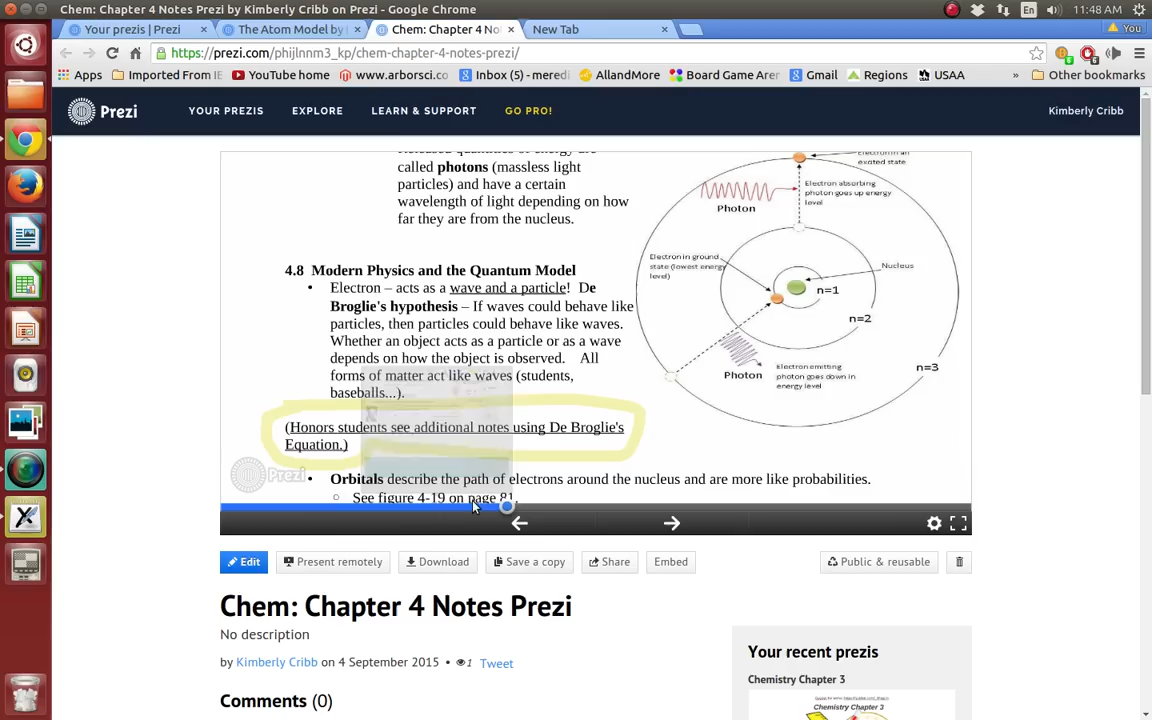 Chem: Chapter 4 Notes Prezi by Kimberly Cribb on Prezi - Google Chrome
En
11:48 AM
Your prezis | Prezi
The Atom Model by
Chem: Chapter 4 No
New Tab
You
https://prezi.com/phijlnnm3_kp/chem-chapter-4-notes-prezi/
Apps
Imported From IE
YouTube home
www.arborsci.co
Inbox (5) - meredi
AllandMore
Board Game Aren
Gmail
Regions
USAA
»
Other bookmarks
Prezi
YOUR PREZIS
EXPLORE
LEARN & SUPPORT
GO PRO!
Kimberly Cribb
called photons (massless light
particles) and have a certain
wavelength of light depending on how
far they are from the nucleus.
4.8 Modern Physics and the Quantum Model
• Electron – acts as a wave and a particle! De
Broglie's hypothesis – If waves could behave like
particles, then particles could behave like waves.
Whether an object acts as a particle or as a wave
depends on how the object is observed. All
forms of matter act like waves (students,
baseballs...).
(Honors students see additional notes using De Broglie's
Equation.)
• Orbitals describe the path of electrons around the nucleus and are more like probabilities.
○ See figure 4-19 on page 81.
Electron in an
excited state
Electron absorbing
photon goes up energy
level
Photon
Electron in ground
state (lowest energy
level)
Nucleus
n=1
n=2
n=3
Photon
Electron emitting
photon goes down in
energy level
Prezi
Edit
Present remotely
Download
Save a copy
Share
Embed
Public & reusable
Chem: Chapter 4 Notes Prezi
No description
by Kimberly Cribb on 4 September 2015 • 1 Tweet
Comments (0)
Your recent prezis
Chemistry Chapter 3
Chemistry Chapter 3